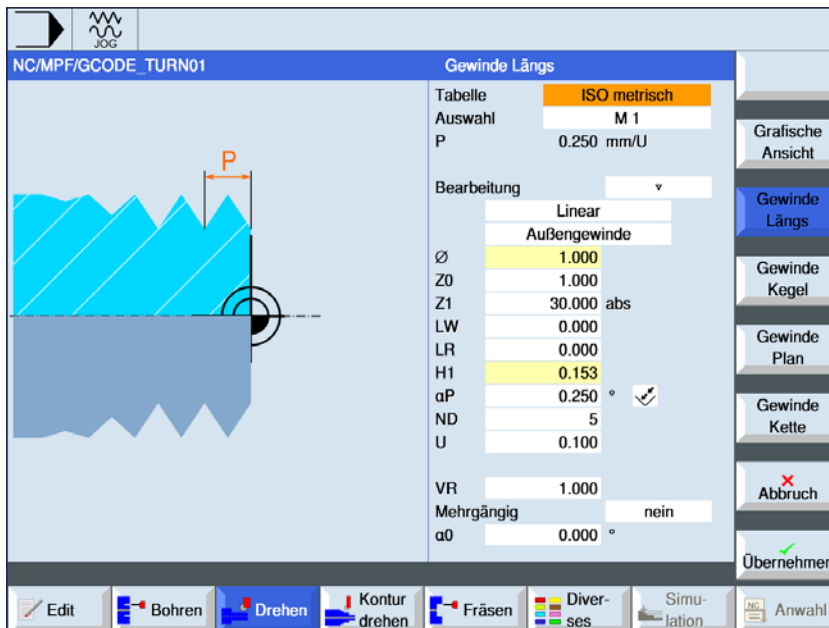 JOG
NC/MPF/GCODE_TURN01
Gewinde Längs
P
Tabelle ISO metrisch
Auswahl M 1
P 0.250 mm/U
Bearbeitung ▿
Linear
Außengewinde
Ø 1.000
Z0 1.000
Z1 30.000 abs
LW 0.000
LR 0.000
H1 0.153
αP 0.250 °
ND 5
U 0.100
VR 1.000
Mehrgängig nein
α0 0.000 °
Grafische
Ansicht
Gewinde
Längs
Gewinde
Kegel
Gewinde
Plan
Gewinde
Kette
Abbruch
Übernehmen
Edit
Bohren
Drehen
Kontur
drehen
Fräsen
Diver-
ses
Simu-
lation
NC
Anwahl